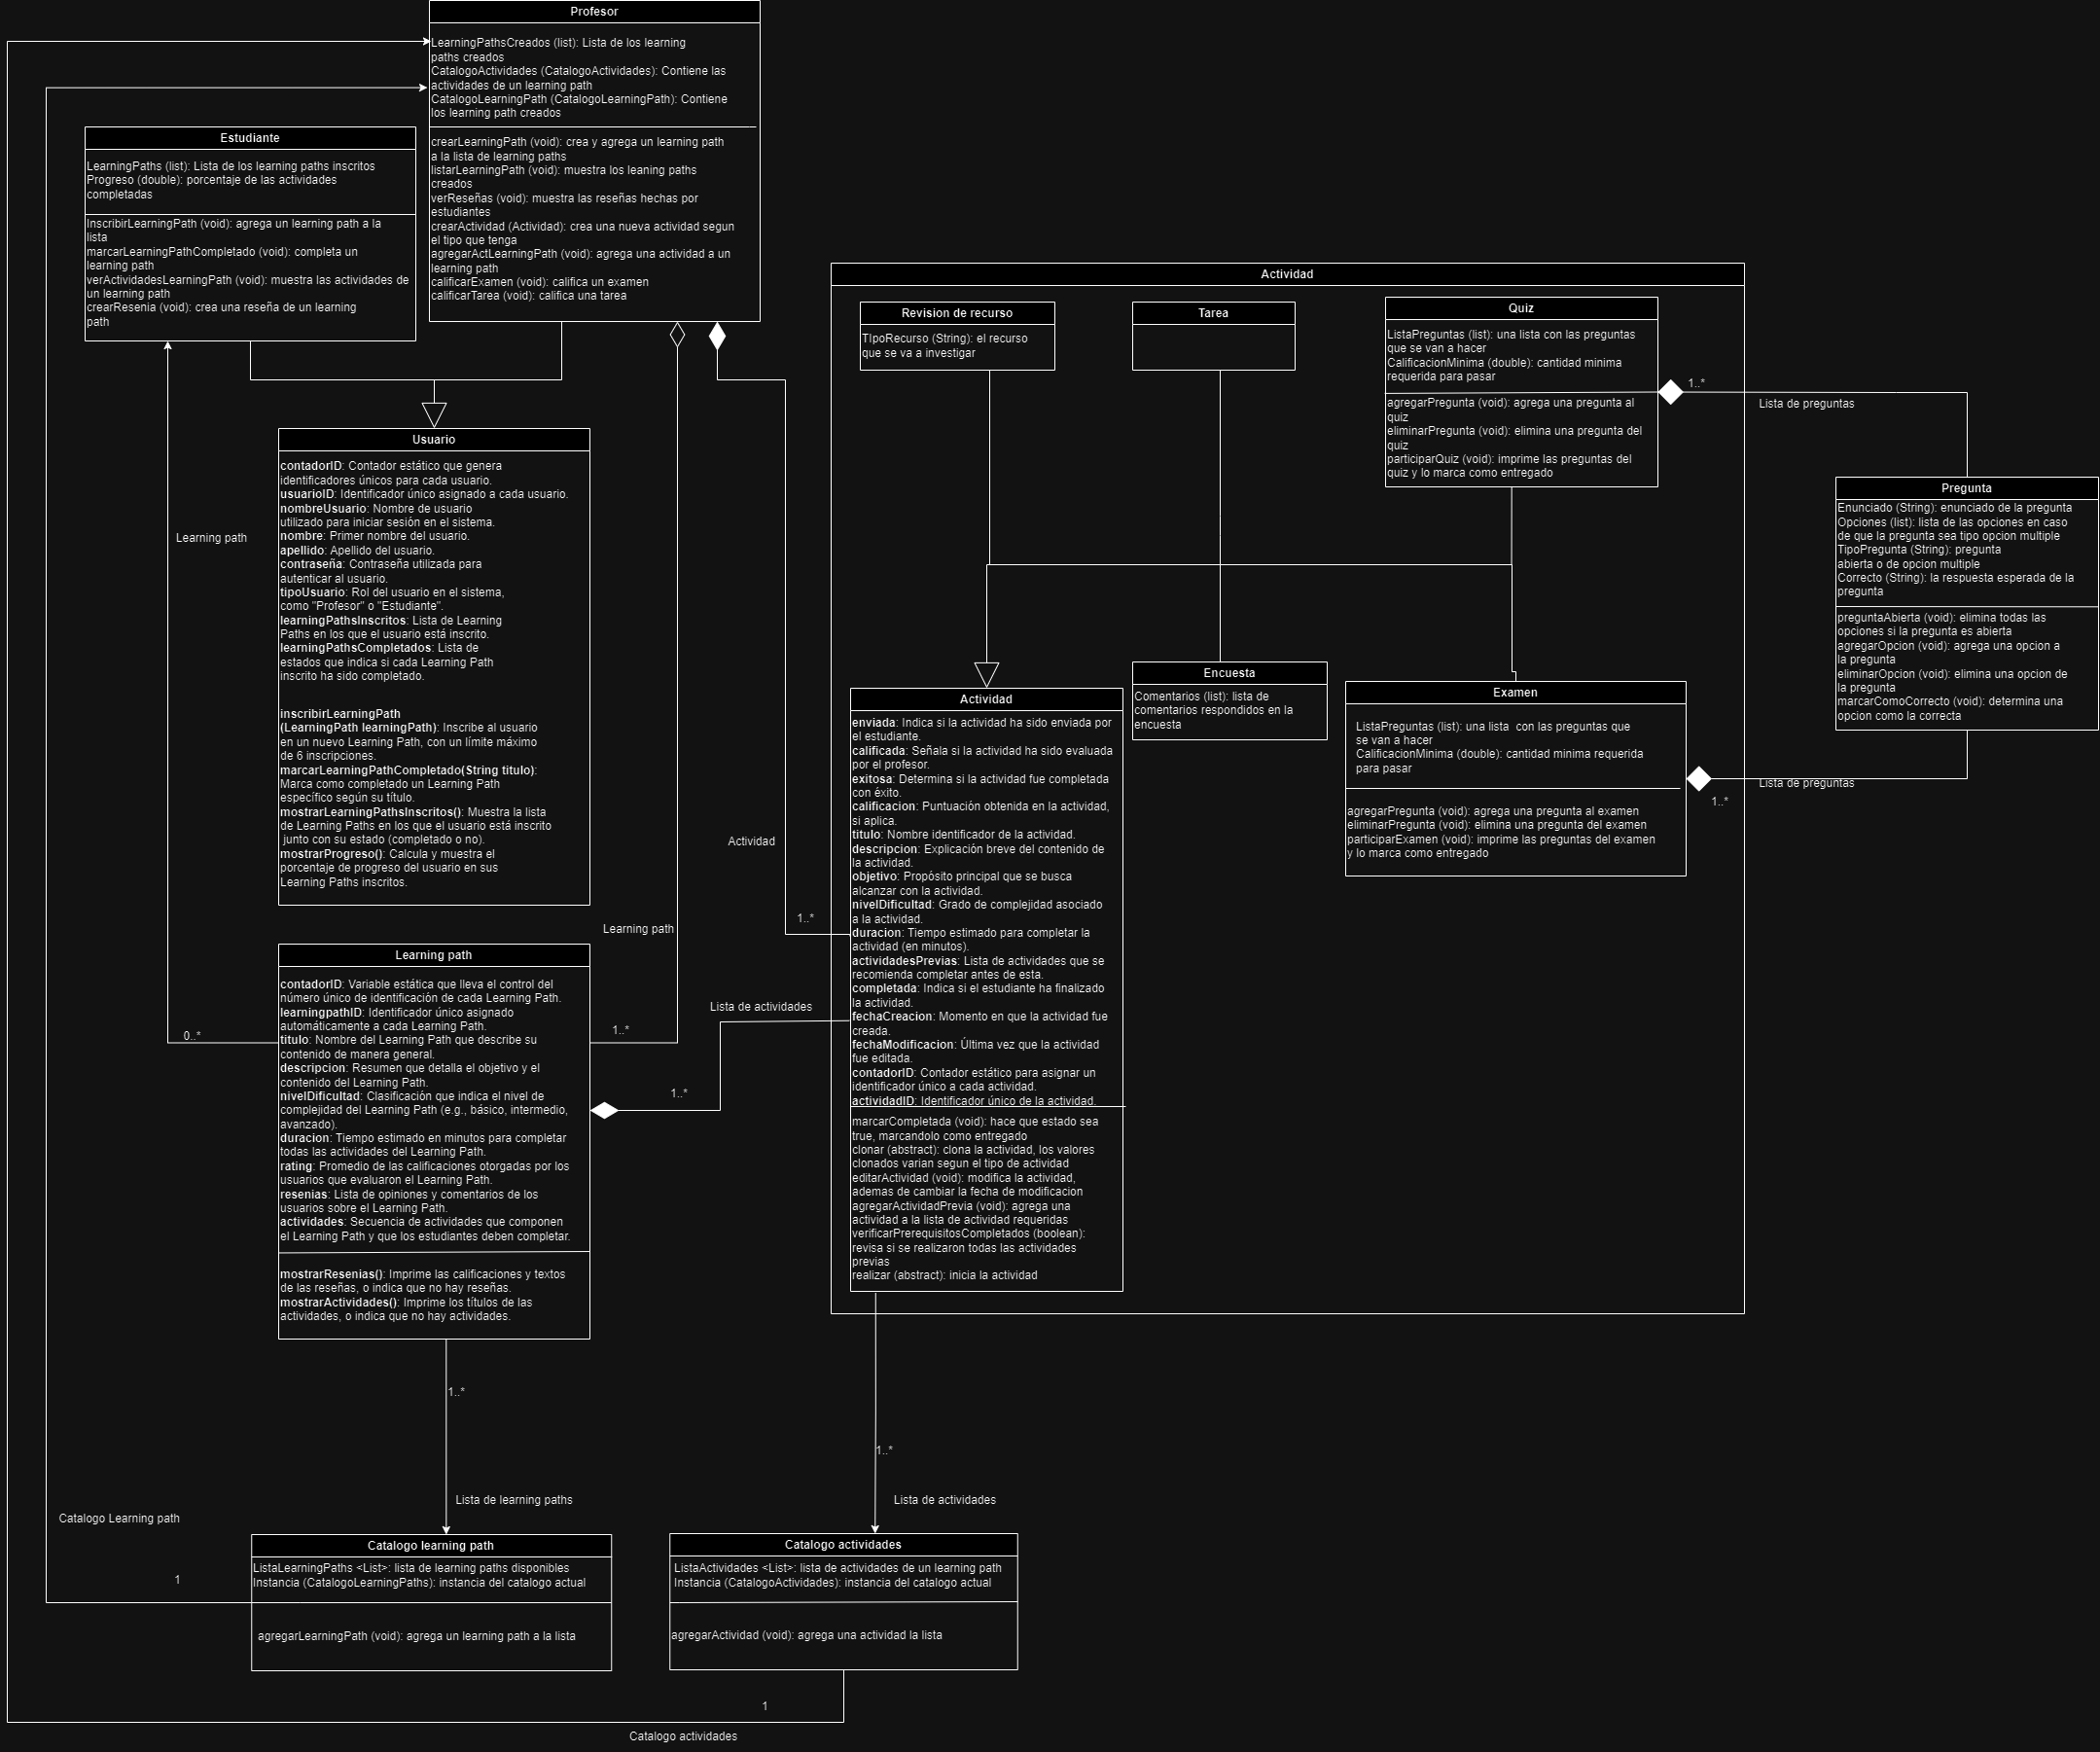 Profesor
LearningPathsCreados (list): Lista de los learning
paths creados
CatalogoActividades (CatalogoActividades): Contiene las
actividades de un learning path
CatalogoLearningPath (CatalogoLearningPath): Contiene
los learning path creados
crearLearningPath (void): crea y agrega un learning path
a la lista de learning paths
listarLearningPath (void): muestra los leaning paths
creados
verReseñas (void): muestra las reseñas hechas por
estudiantes
crearActividad (Actividad): crea una nueva actividad segun
el tipo que tenga
agregarActLearningPath (void): agrega una actividad a un
learning path
calificarExamen (void): califica un examen
calificarTarea (void): califica una tarea
Estudiante
LearningPaths (list): Lista de los learning paths inscritos
Progreso (double): porcentaje de las actividades
completadas
InscribirLearningPath (void): agrega un learning path a la
lista
marcarLearningPathCompletado (void): completa un
learning path
verActividadesLearningPath (void): muestra las actividades de
un learning path
crearResenia (void): crea una reseña de un learning
path
Usuario
contadorID: Contador estático que genera
identificadores únicos para cada usuario.
usuarioID: Identificador único asignado a cada usuario.
nombreUsuario: Nombre de usuario
utilizado para iniciar sesión en el sistema.
nombre: Primer nombre del usuario.
apellido: Apellido del usuario.
contraseña: Contraseña utilizada para
autenticar al usuario.
tipoUsuario: Rol del usuario en el sistema,
como "Profesor" o "Estudiante".
learningPathsInscritos: Lista de Learning
Paths en los que el usuario está inscrito.
learningPathsCompletados: Lista de
estados que indica si cada Learning Path
inscrito ha sido completado.
inscribirLearningPath
(LearningPath learningPath): Inscribe al usuario
en un nuevo Learning Path, con un límite máximo
de 6 inscripciones.
marcarLearningPathCompletado(String titulo):
Marca como completado un Learning Path
específico según su título.
mostrarLearningPathsInscritos(): Muestra la lista
de Learning Paths en los que el usuario está inscrito
junto con su estado (completado o no).
mostrarProgreso(): Calcula y muestra el
porcentaje de progreso del usuario en sus
Learning Paths inscritos.
Learning path
0..*
Learning path
1..*
Actividad
1..*
Lista de actividades
1..*
Learning path
contadorID: Variable estática que lleva el control del
número único de identificación de cada Learning Path.
learningpathID: Identificador único asignado
automáticamente a cada Learning Path.
titulo: Nombre del Learning Path que describe su
contenido de manera general.
descripcion: Resumen que detalla el objetivo y el
contenido del Learning Path.
nivelDificultad: Clasificación que indica el nivel de
complejidad del Learning Path (e.g., básico, intermedio,
avanzado).
duracion: Tiempo estimado en minutos para completar
todas las actividades del Learning Path.
rating: Promedio de las calificaciones otorgadas por los
usuarios que evaluaron el Learning Path.
resenias: Lista de opiniones y comentarios de los
usuarios sobre el Learning Path.
actividades: Secuencia de actividades que componen
el Learning Path y que los estudiantes deben completar.
mostrarResenias(): Imprime las calificaciones y textos
de las reseñas, o indica que no hay reseñas.
mostrarActividades(): Imprime los títulos de las
actividades, o indica que no hay actividades.
Actividad
Revision de recurso
TIpoRecurso (String): el recurso
que se va a investigar
Tarea
Quiz
ListaPreguntas (list): una lista con las preguntas
que se van a hacer
CalificacionMinima (double): cantidad minima
requerida para pasar
agregarPregunta (void): agrega una pregunta al
quiz
eliminarPregunta (void): elimina una pregunta del
quiz
participarQuiz (void): imprime las preguntas del
quiz y lo marca como entregado
1..*
Lista de preguntas
Pregunta
Enunciado (String): enunciado de la pregunta
Opciones (list): lista de las opciones en caso
de que la pregunta sea tipo opcion multiple
TipoPregunta (String): pregunta
abierta o de opcion multiple
Correcto (String): la respuesta esperada de la
pregunta
preguntaAbierta (void): elimina todas las
opciones si la pregunta es abierta
agregarOpcion (void): agrega una opcion a
la pregunta
eliminarOpcion (void): elimina una opcion de
la pregunta
marcarComoCorrecto (void): determina una
opcion como la correcta
Lista de preguntas
1..*
Encuesta
Comentarios (list): lista de
comentarios respondidos en la
encuesta
Examen
ListaPreguntas (list): una lista  con las preguntas que
se van a hacer
CalificacionMinima (double): cantidad minima requerida
para pasar
agregarPregunta (void): agrega una pregunta al examen
eliminarPregunta (void): elimina una pregunta del examen
participarExamen (void): imprime las preguntas del examen
y lo marca como entregado
Actividad
enviada: Indica si la actividad ha sido enviada por
el estudiante.
calificada: Señala si la actividad ha sido evaluada
por el profesor.
exitosa: Determina si la actividad fue completada
con éxito.
calificacion: Puntuación obtenida en la actividad,
si aplica.
titulo: Nombre identificador de la actividad.
descripcion: Explicación breve del contenido de
la actividad.
objetivo: Propósito principal que se busca
alcanzar con la actividad.
nivelDificultad: Grado de complejidad asociado
a la actividad.
duracion: Tiempo estimado para completar la
actividad (en minutos).
actividadesPrevias: Lista de actividades que se
recomienda completar antes de esta.
completada: Indica si el estudiante ha finalizado
la actividad.
fechaCreacion: Momento en que la actividad fue
creada.
fechaModificacion: Última vez que la actividad
fue editada.
contadorID: Contador estático para asignar un
identificador único a cada actividad.
actividadID: Identificador único de la actividad.
marcarCompletada (void): hace que estado sea
true, marcandolo como entregado
clonar (abstract): clona la actividad, los valores
clonados varian segun el tipo de actividad
editarActividad (void): modifica la actividad,
ademas de cambiar la fecha de modificacion
agregarActividadPrevia (void): agrega una
actividad a la lista de actividad requeridas
verificarPrerequisitosCompletados (boolean):
revisa si se realizaron todas las actividades
previas
realizar (abstract): inicia la actividad
1..*
Lista de learning paths
1..*
Lista de actividades
Catalogo Learning path
1
Catalogo learning path
ListaLearningPaths <List>: lista de learning paths disponibles
Instancia (CatalogoLearningPaths): instancia del catalogo actual
agregarLearningPath (void): agrega un learning path a la lista
Catalogo actividades
ListaActividades <List>: lista de actividades de un learning path
Instancia (CatalogoActividades): instancia del catalogo actual
agregarActividad (void): agrega una actividad la lista
1
Catalogo actividades